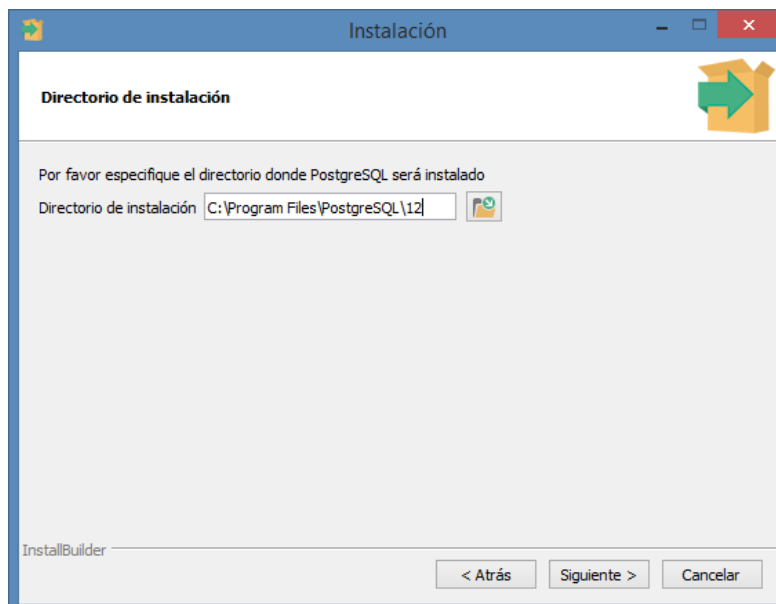 Instalación
Directorio de instalación
Por favor especifique el directorio donde PostgreSQL será instalado
Directorio de instalación C:\Program Files\PostgreSQL\12
InstallBuilder
< Atrás Siguiente > Cancelar